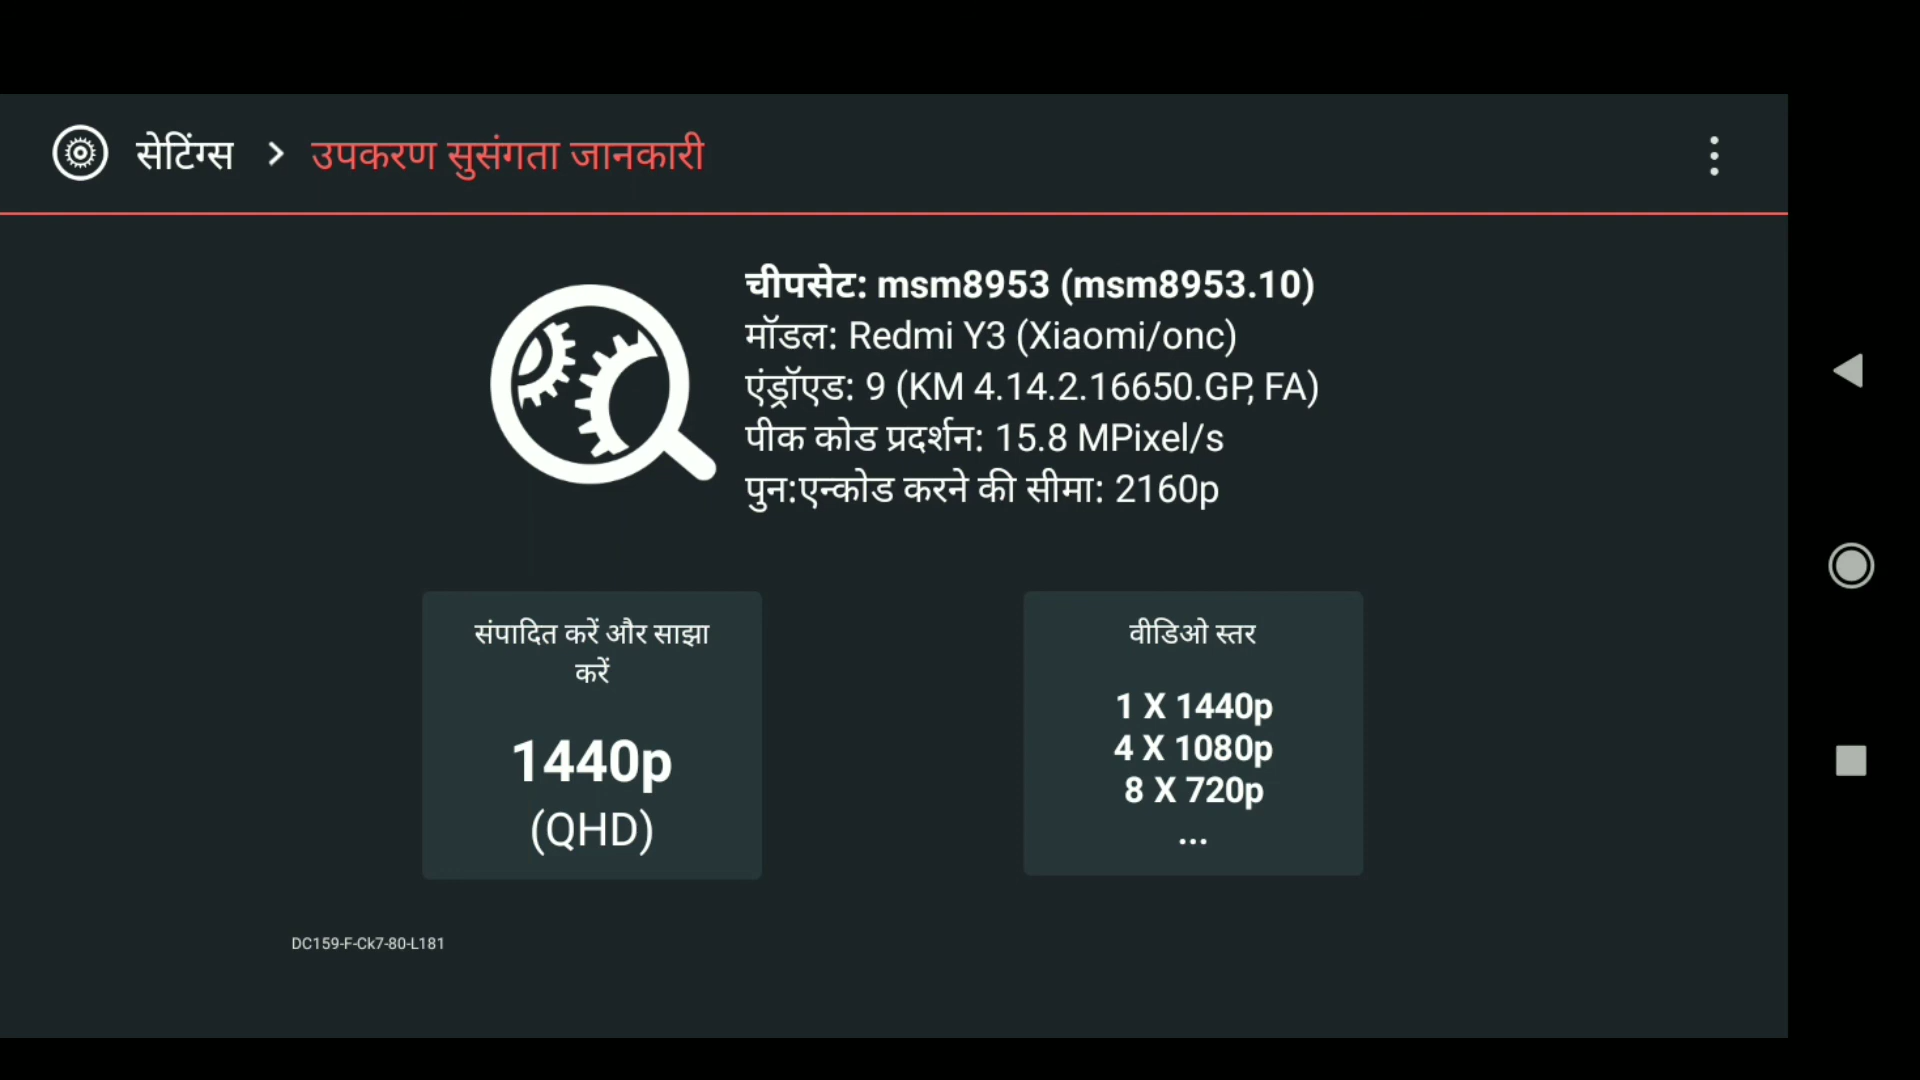 सेटिंग्स > उपकरण सुसंगता जानकारी
चीपसेट: msm8953 (msm8953.10)
मॉडल: Redmi Y3 (Xiaomi/onc)
एंड्रॉएड: 9 (KM 4.14.2.16650.GP, FA)
पीक कोड प्रदर्शन: 15.8 MPixel/s
पुन:एन्कोड करने की सीमा: 2160p
संपादित करें और साझा
करें
1440p
(QHD)
वीडिओ स्तर
1 X 1440p
4 X 1080p
8 X 720p
...
DC159-F-Ck7-80-L181